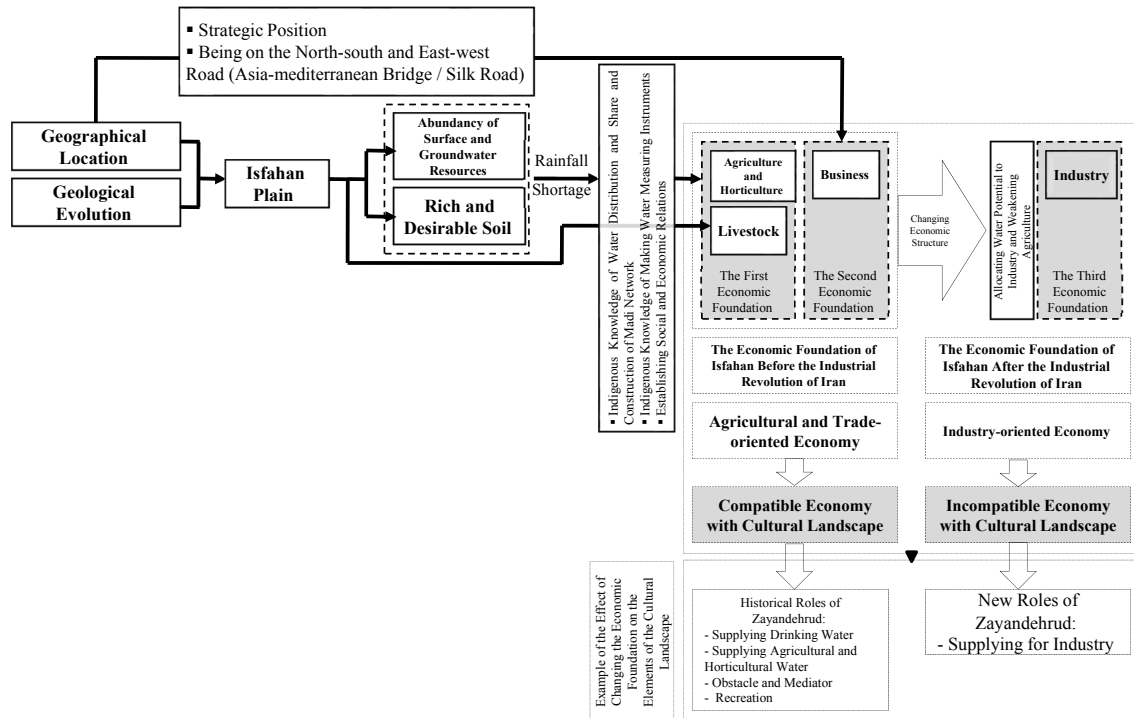 ▪ Strategic Position
▪ Being on the North-south and East-west
Road (Asia-mediterranean Bridge / Silk Road)
Geographical
Location
Geological
Evolution
Isfahan
Plain
Abundancy of
Surface and
Groundwater
Resources
Rich and
Desirable Soil
Rainfall
Shortage
▪ Indigenous Knowledge of Water Distribution and Share and
Construction of Madi Network
▪ Indigenous Knowledge of Making Water Measuring Instruments
▪ Establishing Social and Economic Relations
Agriculture
and
Horticulture
Livestock
The First
Economic
Foundation
Business
The Second
Economic
Foundation
Changing
Economic
Structure
Allocating Water Potential to
Industry and Weakening
Agriculture
Industry
The Third
Economic
Foundation
The Economic Foundation of
Isfahan Before the Industrial
Revolution of Iran
The Economic Foundation of
Isfahan After the Industrial
Revolution of Iran
Agricultural and Trade-
oriented Economy
Industry-oriented Economy
Compatible Economy
with Cultural Landscape
Incompatible Economy
with Cultural Landscape
Example of the Effect of
Changing the Economic
Foundation on the
Elements of the Cultural
Landscape
Historical Roles of
Zayandehrud:
- Supplying Drinking Water
- Supplying Agricultural and
Horticultural Water
- Obstacle and Mediator
- Recreation
New Roles of
Zayandehrud:
- Supplying for Industry